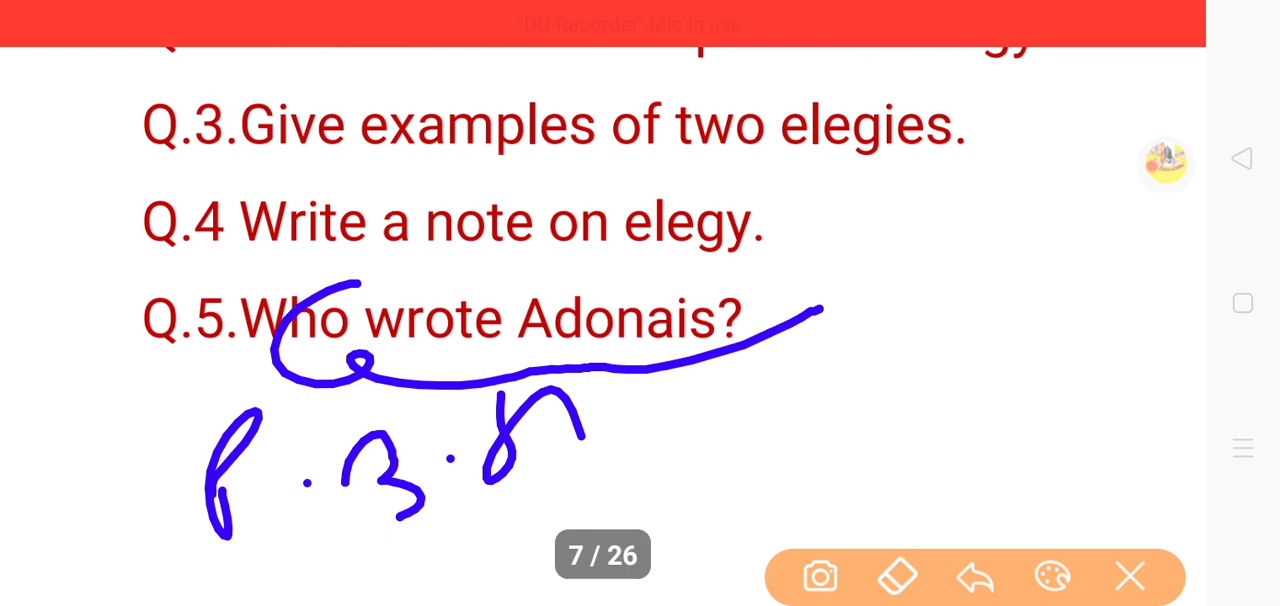 "DU Recorder",Mic in use
Q.3.Give examples of two elegies.
Q.4 Write a note on elegy.
Q.5.Who wrote Adonais?
7 / 26